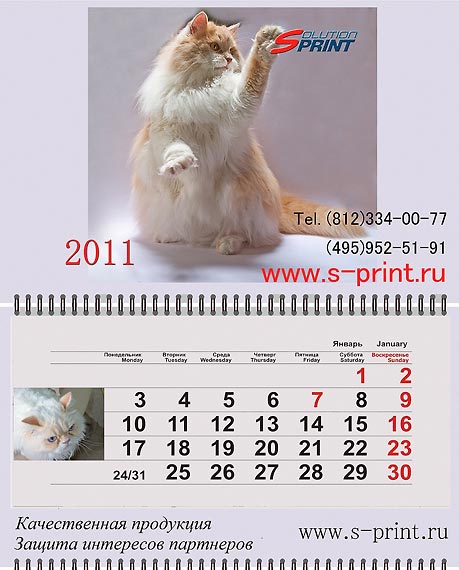 SOLUTION
SPRINT
Tel. (812)334-00-77
2011
(495)952-51-91
www.s-print.ru
Январь January
Понедельник Вторник Среда Четверг Пятница Суббота Воскресенье
Monday Tuesday Wednesday Thursday Friday Saturday Sunday
1 2
3 4 5 6 7 8 9
10 11 12 13 14 15 16
17 18 19 20 21 22 23
24/31 25 26 27 28 29 30
Качественная продукция
Защита интересов партнеров
www.s-print.ru